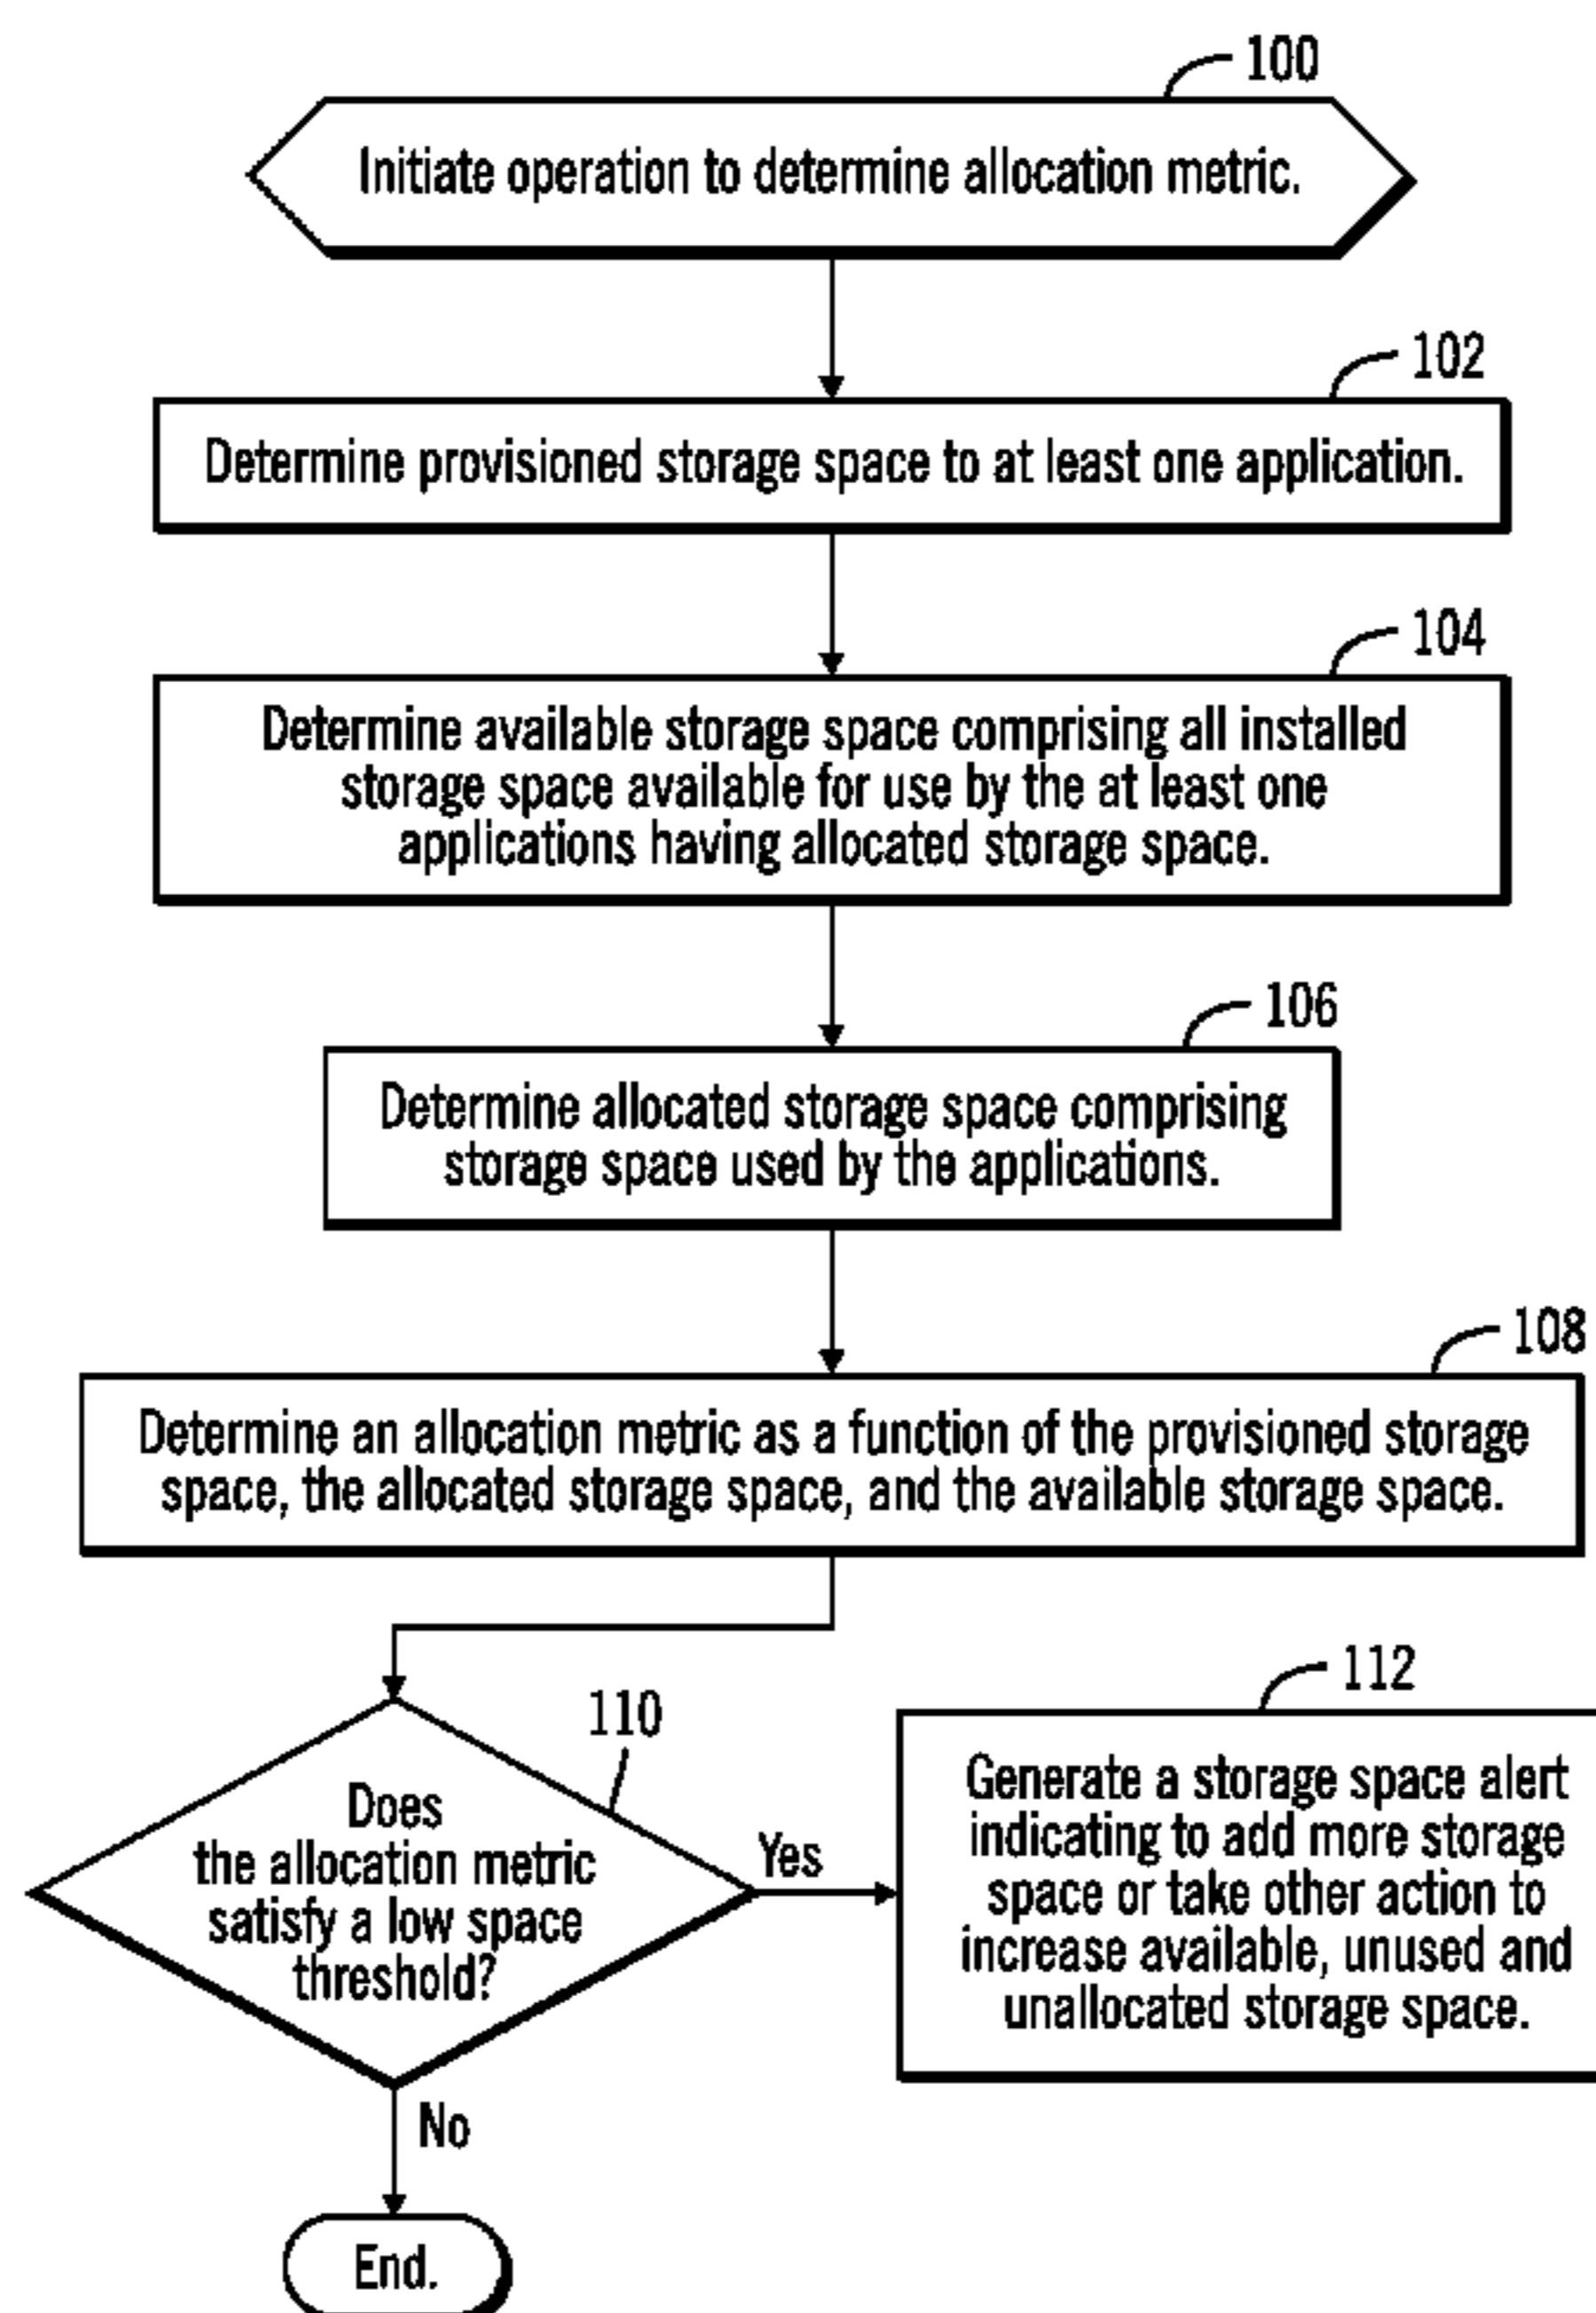 100
Initiate operation to determine allocation metric.
102
Determine provisioned storage space to at least one application.
104
Determine available storage space comprising all installed
storage space available for use by the at least one
applications having allocated storage space.
106
Determine allocated storage space comprising
storage space used by the applications.
108
Determine an allocation metric as a function of the provisioned storage
space, the allocated storage space, and the available storage space.
110
Does
the allocation metric
satisfy a low space
threshold?
Yes
112
Generate a storage space alert
indicating to add more storage
space or take other action to
increase available, unused and
unallocated storage space.
No
End.